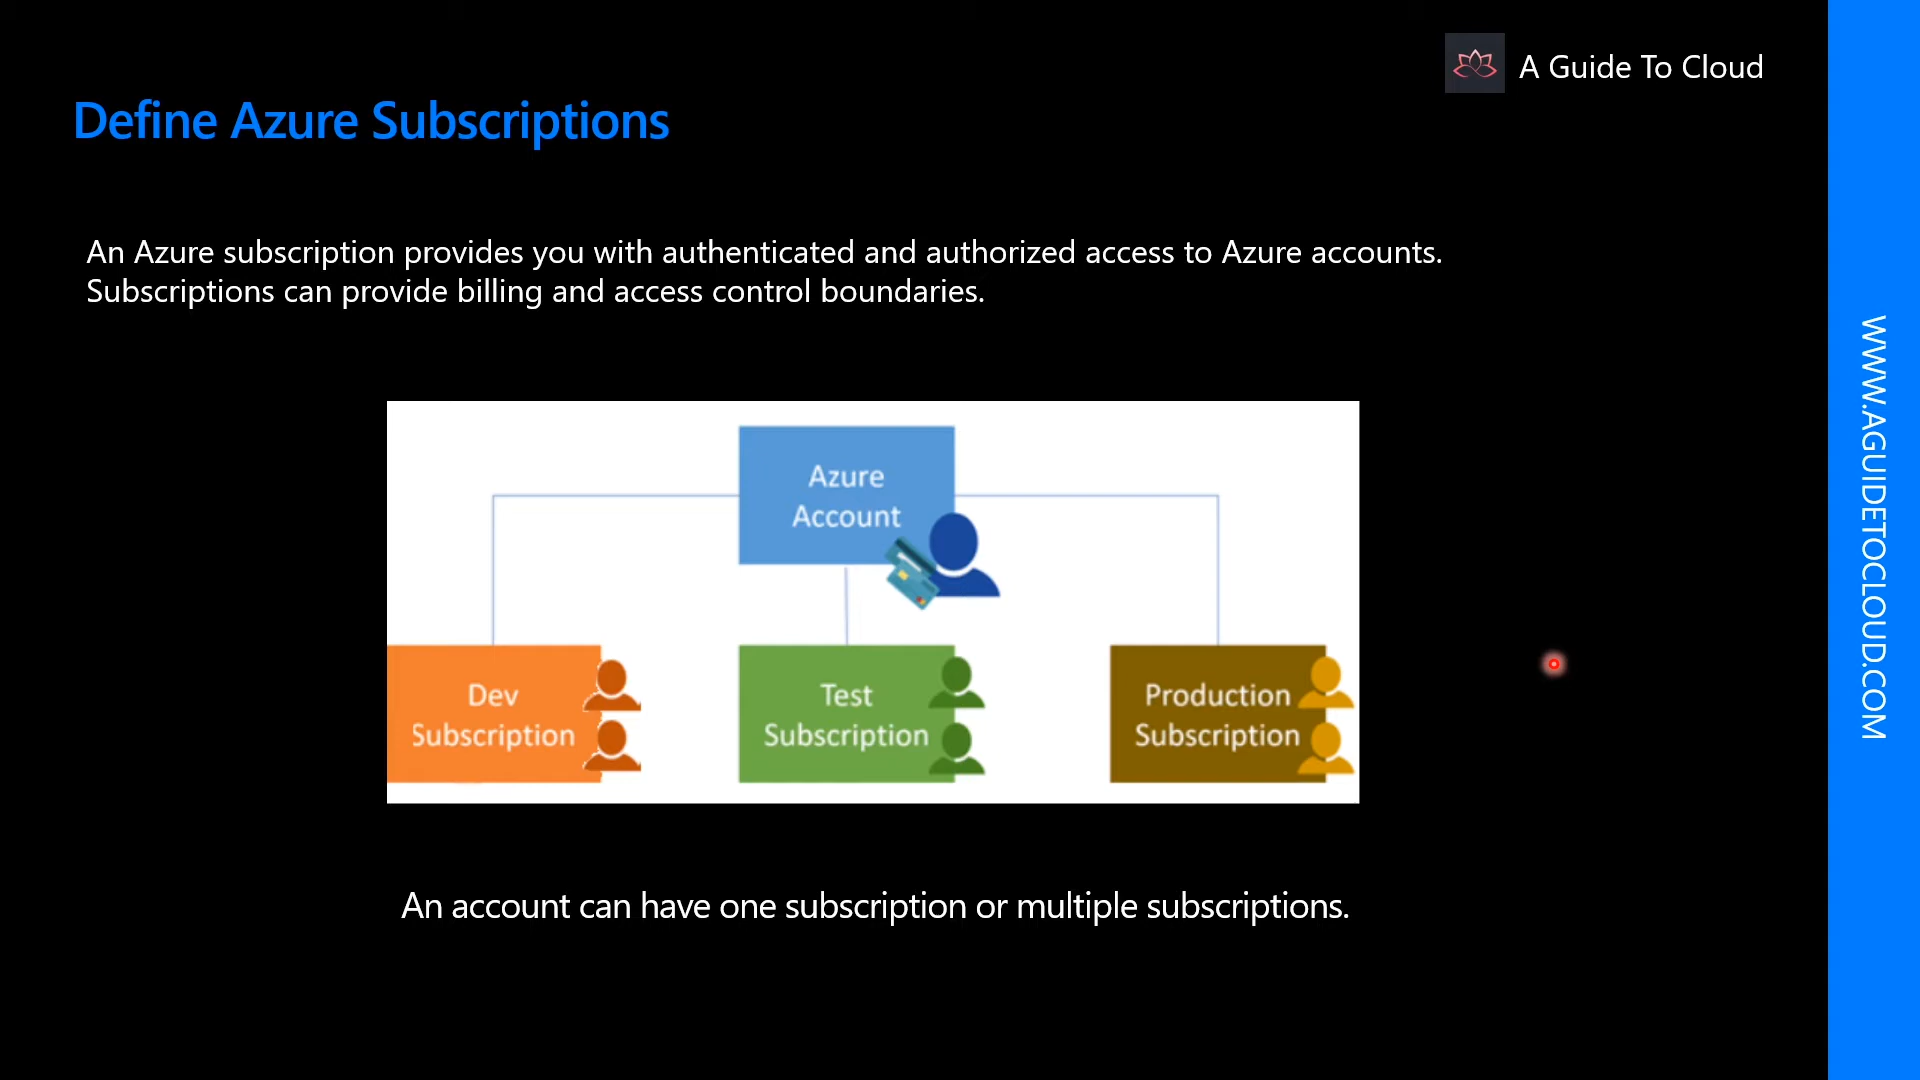 A Guide To Cloud
Define Azure Subscriptions
An Azure subscription provides you with authenticated and authorized access to Azure accounts.
Subscriptions can provide billing and access control boundaries.
Azure
Account
Dev
Subscription
Test
Subscription
Production
Subscription
An account can have one subscription or multiple subscriptions.
WWW.AGUIDETOCLOUD.COM